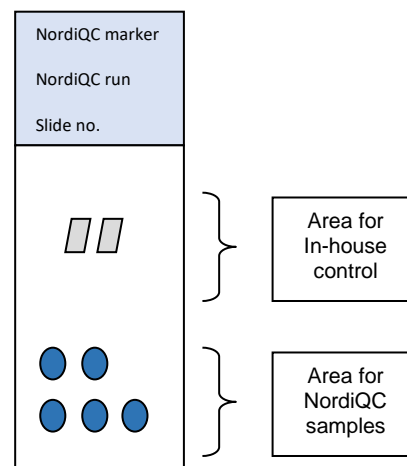 NordiQC marker
NordiQC run
Slide no.
Area for
In-house
control
Area for
NordiQC
samples